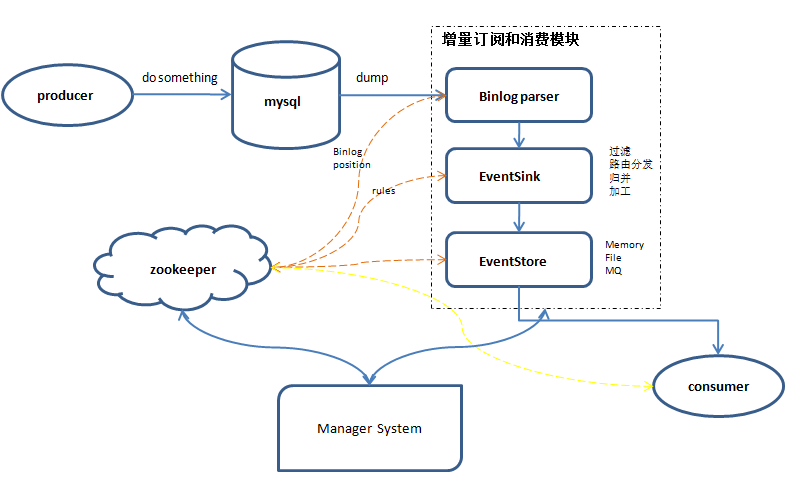 增量订阅和消费模块
producer
do something
mysql
dump
Binlog parser
Binlog
position
rules
EventSink
过滤
路由分发
归并
加工
zookeeper
EventStore
Memory
File
MQ
consumer
Manager System